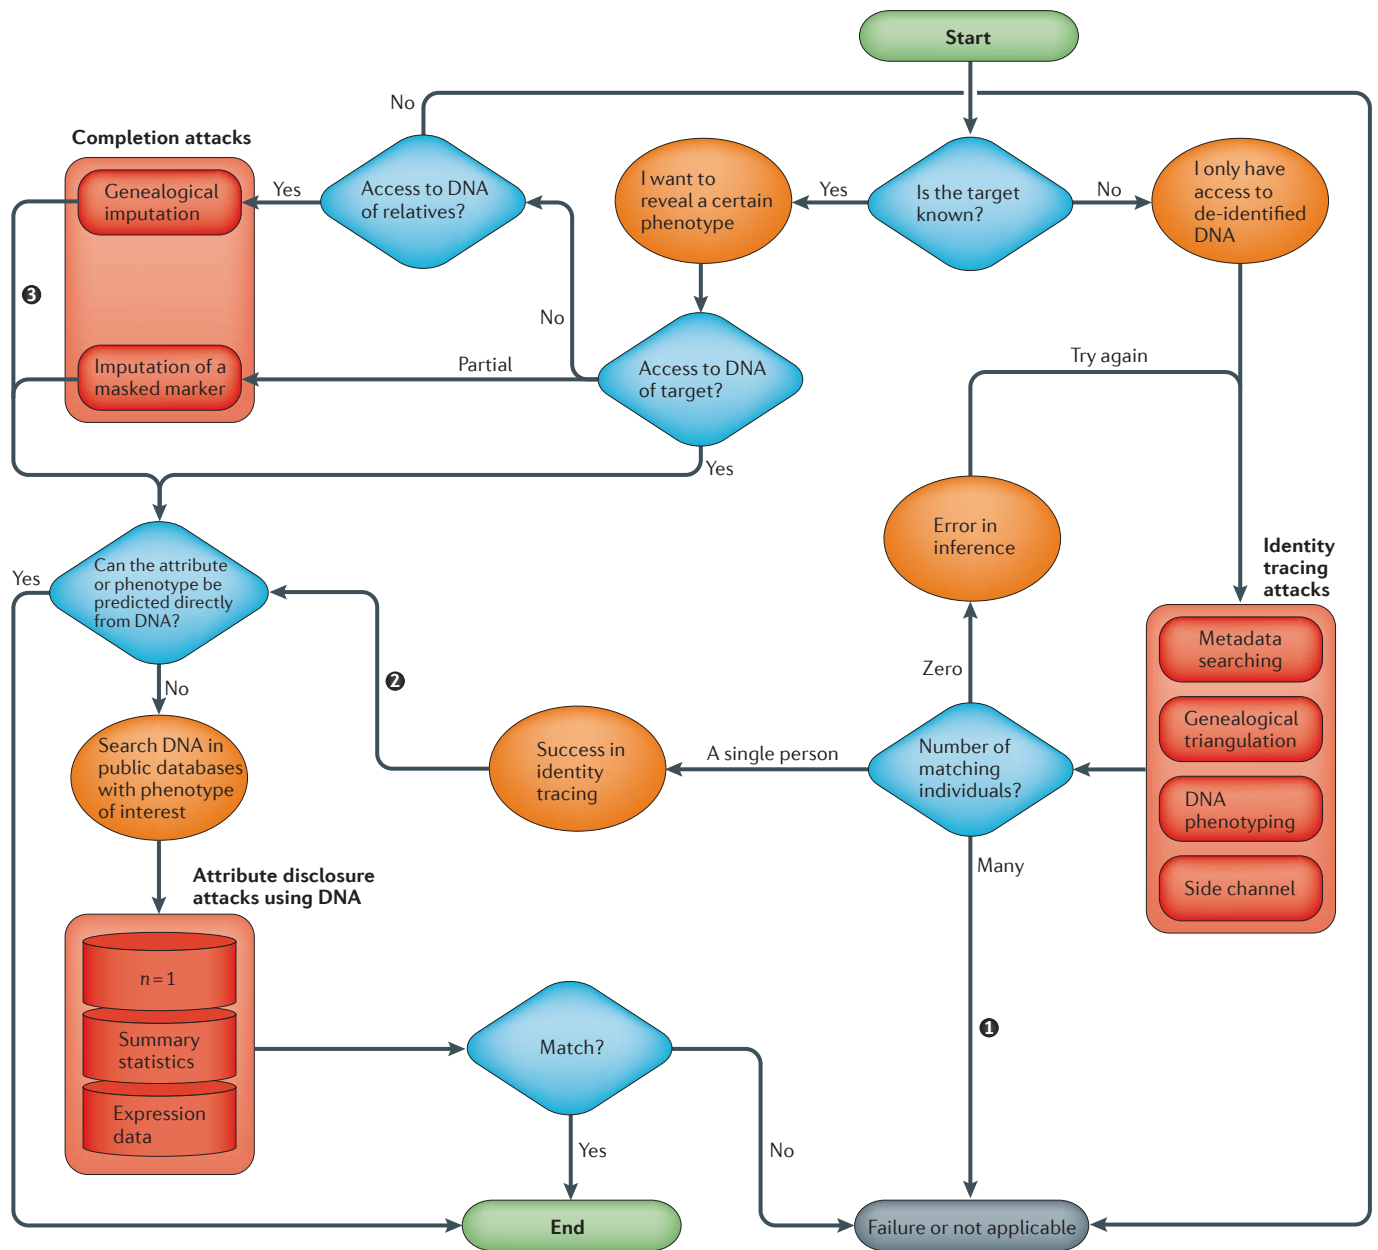 Start
No
Completion attacks
Genealogical
imputation
Yes
Access to DNA
of relatives?
I want to
reveal a certain
phenotype
Yes
Is the target
known?
No
I only have
access to
de-identified
DNA
3
No
Imputation of a
masked marker
Partial
Access to DNA
of target?
Try again
Yes
Error in
inference
Identity
tracing
attacks
Yes
Can the attribute
or phenotype be
predicted directly
from DNA?
Metadata
searching
Zero
2
No
Genealogical
triangulation
Search DNA in
public databases
with phenotype
of interest
Success in
identity
tracing
A single person
Number of
matching
individuals?
DNA
phenotyping
Many
Side channel
Attribute disclosure
attacks using DNA
n = 1
Summary
statistics
Expression
data
Match?
1
Yes
No
End
Failure or not applicable